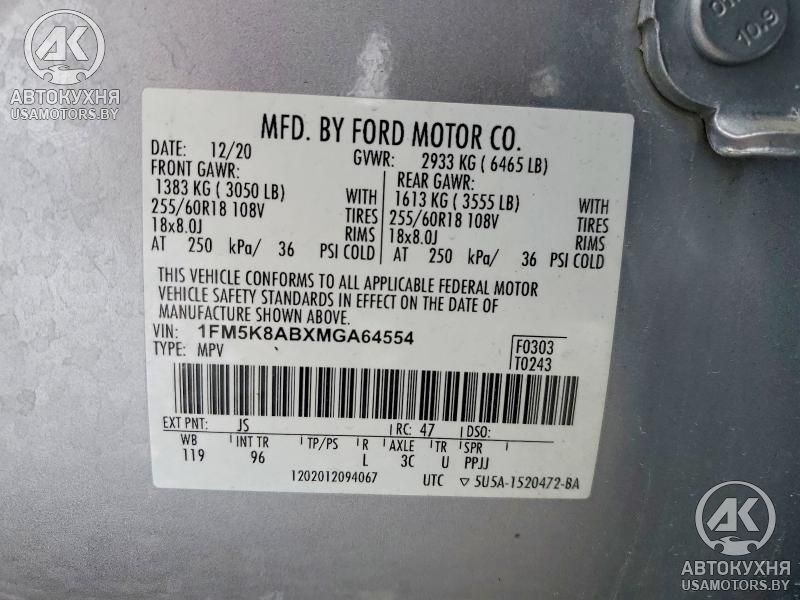 AK
АВТОКУХНЯ
USAMOTORS.BY
10.9
MFD. BY FORD MOTOR CO.
DATE: 12/20
GVWR: 2933 KG ( 6465 LB)
FRONT GAWR:
1383 KG ( 3050 LB)
WITH
255/60R18 108V
TIRES
18x8.0J
RIMS
AT 250 kPa/ 36 PSI COLD
REAR GAWR:
1613 KG ( 3555 LB)
WITH
255/60R18 108V
TIRES
18x8.0J
RIMS
AT 250 kPa/ 36 PSI COLD
THIS VEHICLE CONFORMS TO ALL APPLICABLE FEDERAL MOTOR
VEHICLE SAFETY STANDARDS IN EFFECT ON THE DATE OF
MANUFACTURE SHOWN ABOVE.
VIN: 1FM5K8ABXMGA64554
TYPE: MPV
F0303
T0243
EXT PNT: JS RC: 47 DSO:
WB INT TR TP/PS R AXLE TR SPR
119 96 L 3C U PPJJ
1202012094067 UTC ▽ 5U5A-1520472-BA
AK
АВТОКУХНЯ
USAMOTORS.BY